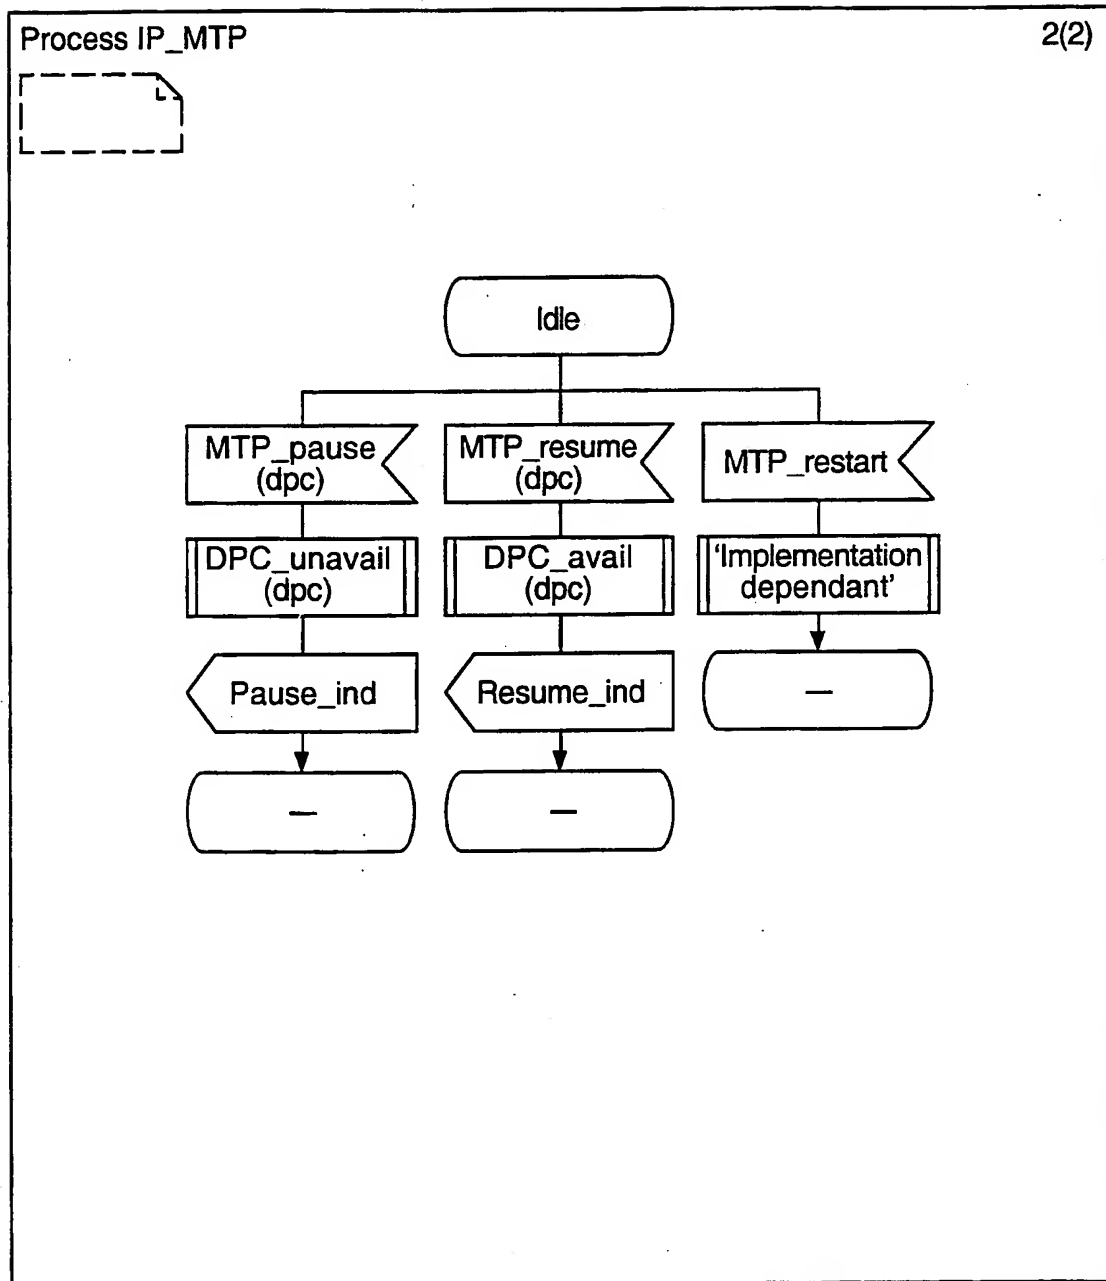 Process IP_MTP
2(2)
Idle
MTP_pause
(dpc)
MTP_resume
(dpc)
MTP_restart
DPC_unavail
(dpc)
DPC_avail
(dpc)
‘Implementation
dependant’
Pause_ind
Resume_ind
—
—
—